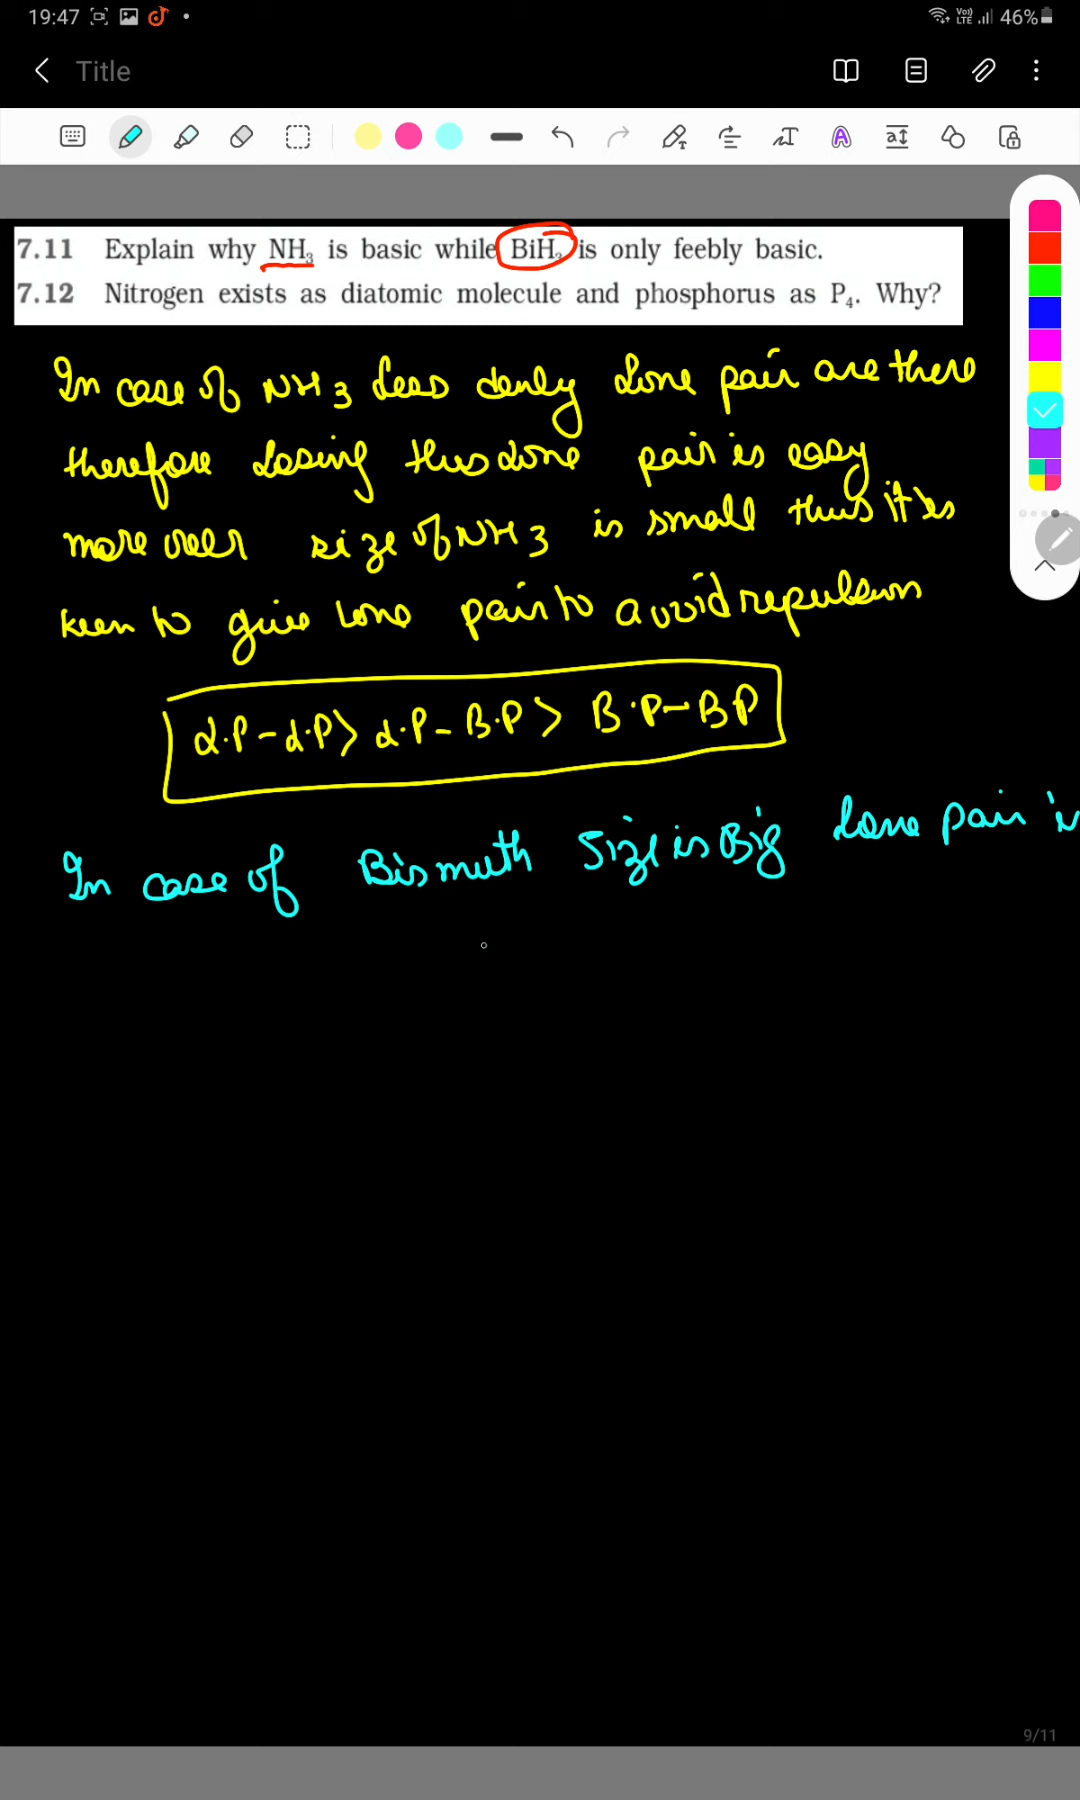 19:47
46%
Title
7.11 Explain why NH3 is basic while BiH3 is only feebly basic.
7.12 Nitrogen exists as diatomic molecule and phosphorus as P4. Why?
In case of NH3 Less lone pair are there
therefore losing this lone pair is easy
more over size of NH3 is small thus it is
keen to give lone pair to avoid repulsion
L.P-L.P> L.P-B.P > B.P-BP
In case of Bismuth Size is Big Lone pair i
9/11